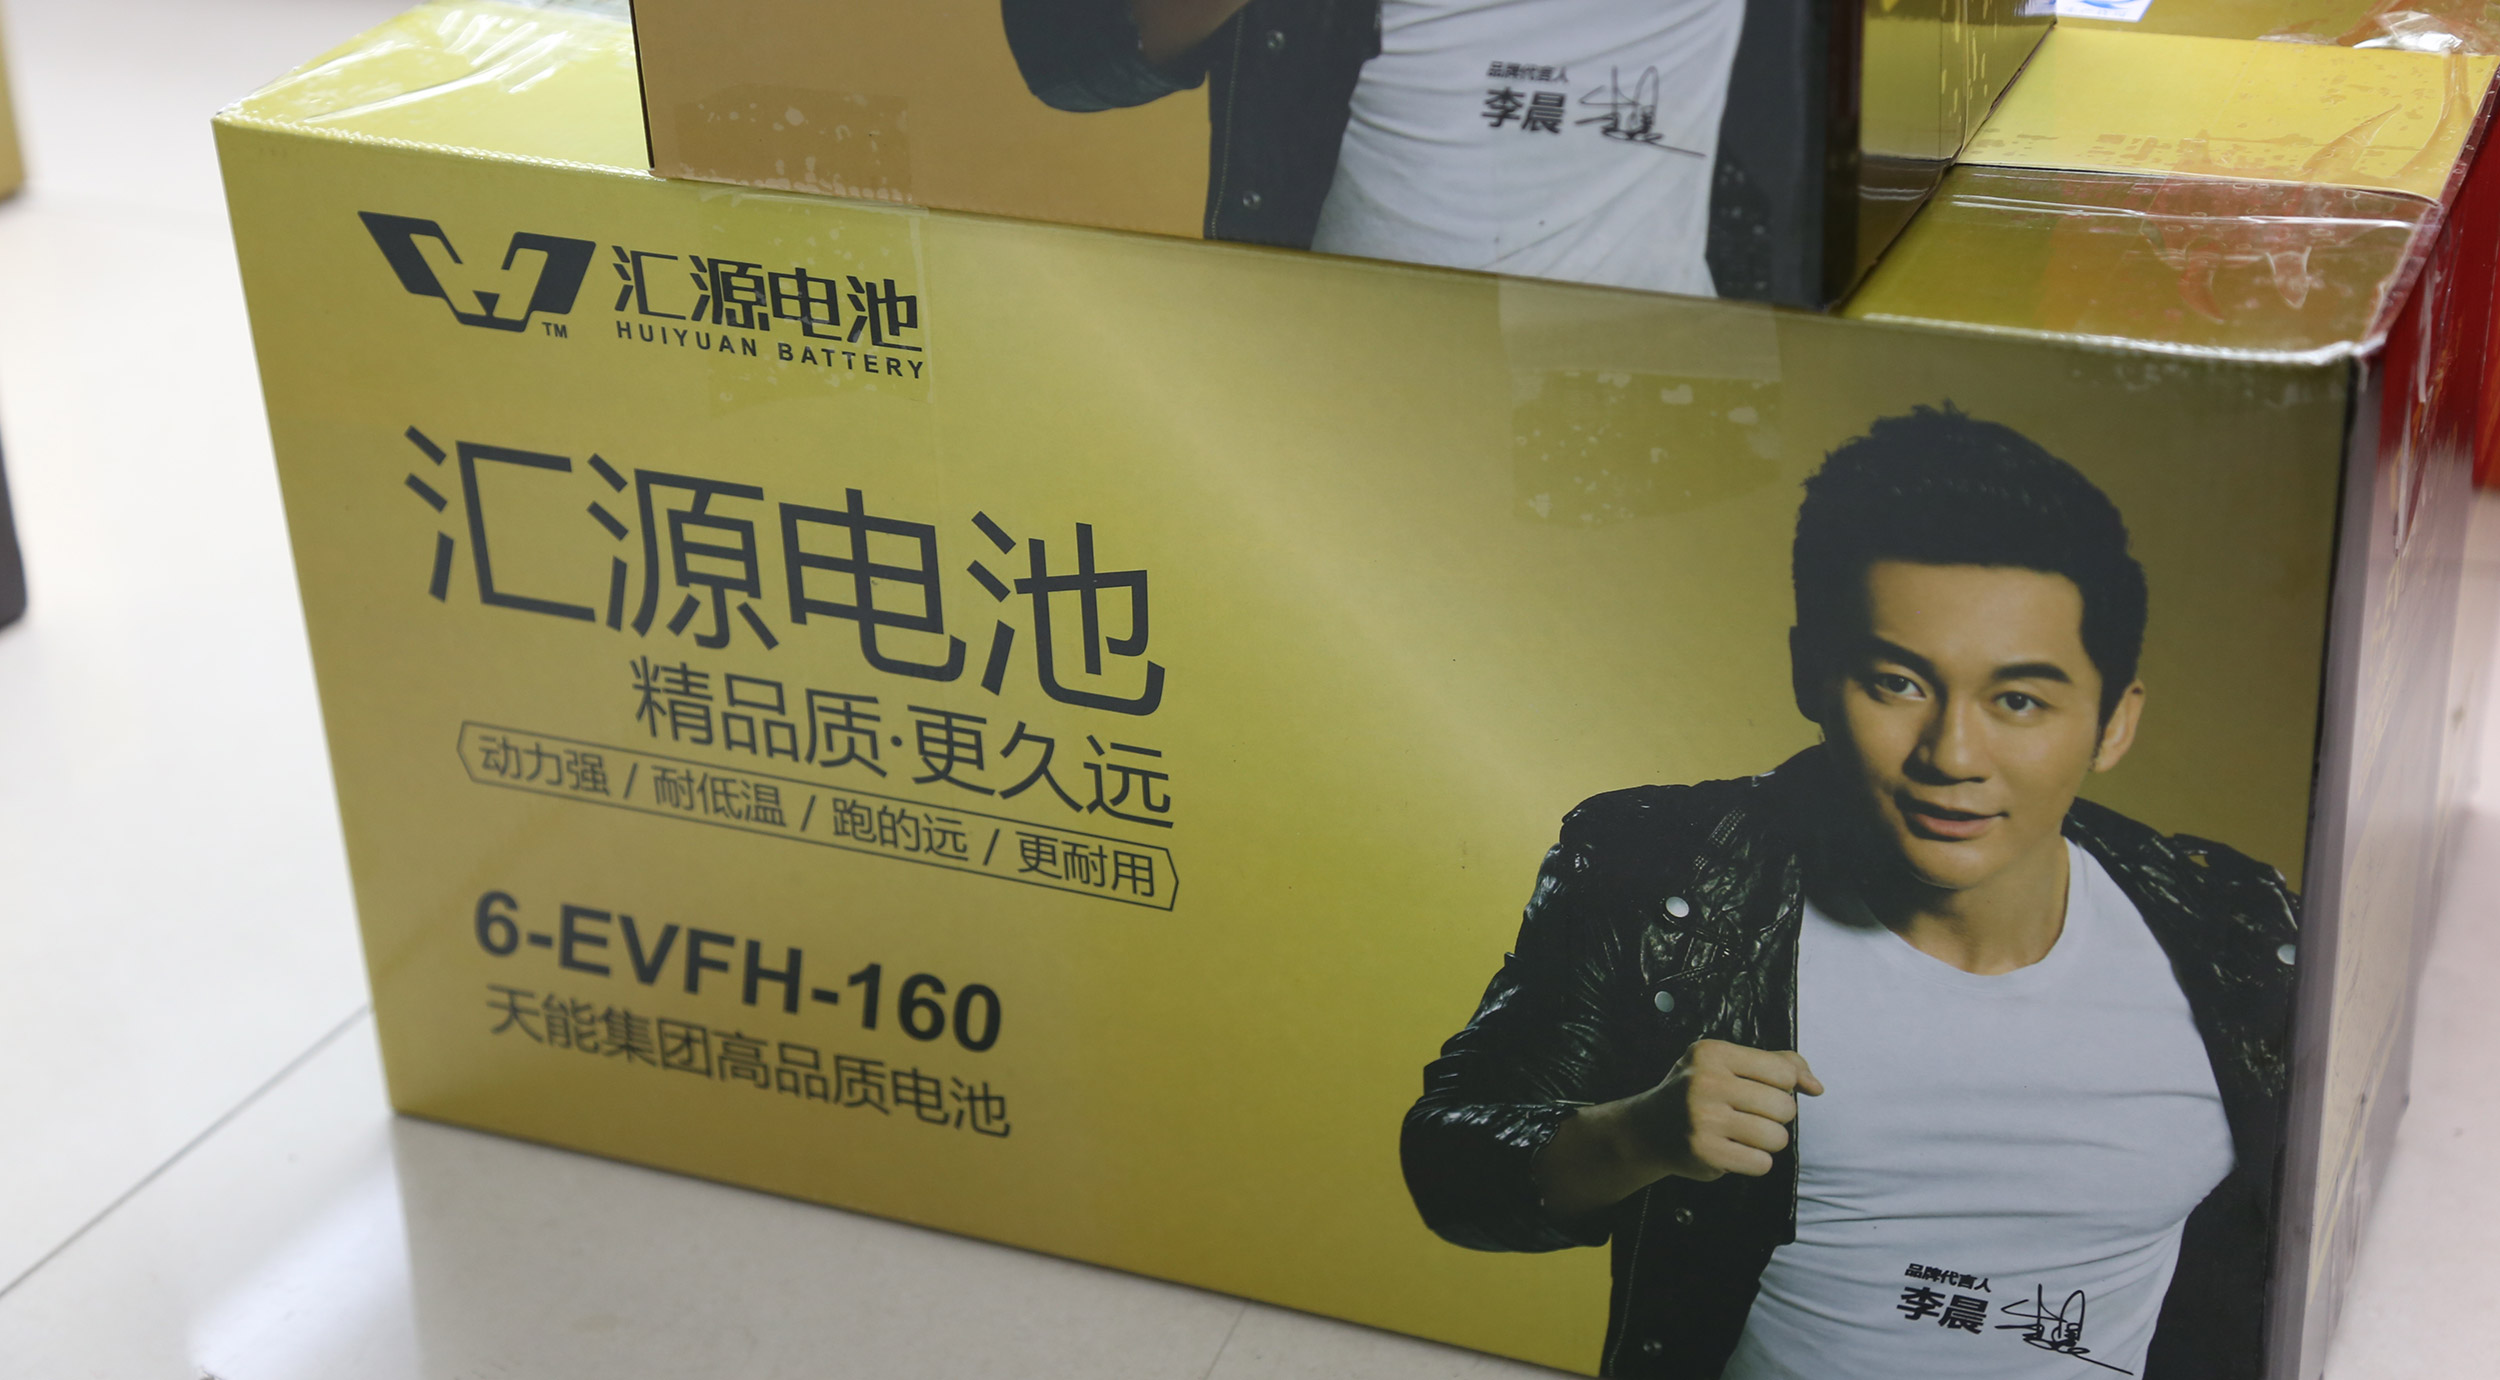 品牌代言人
李晨
TM
汇源电池
HUIYUAN BATTERY
汇源电池
精品质·更久远
动力强 / 耐低温 / 跑的远 / 更耐用
6-EVFH-160
天能集团高品质电池
品牌代言人
李晨